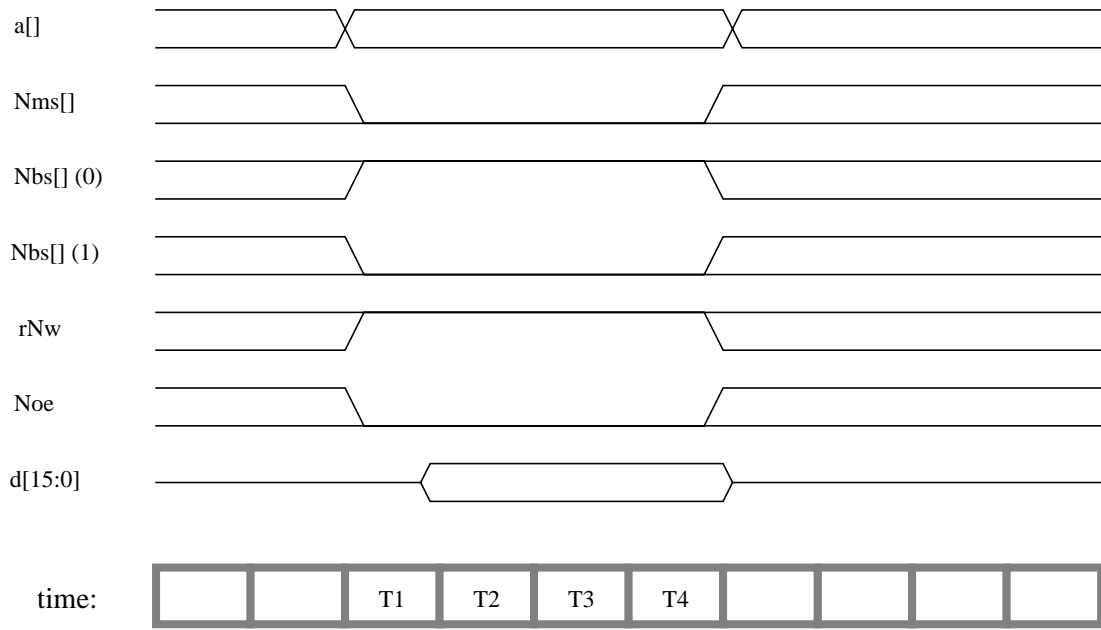 a[]
Nms[]
Nbs[] (0)
Nbs[] (1)
rNw
Noe
d[15:0]
time: T1 T2 T3 T4